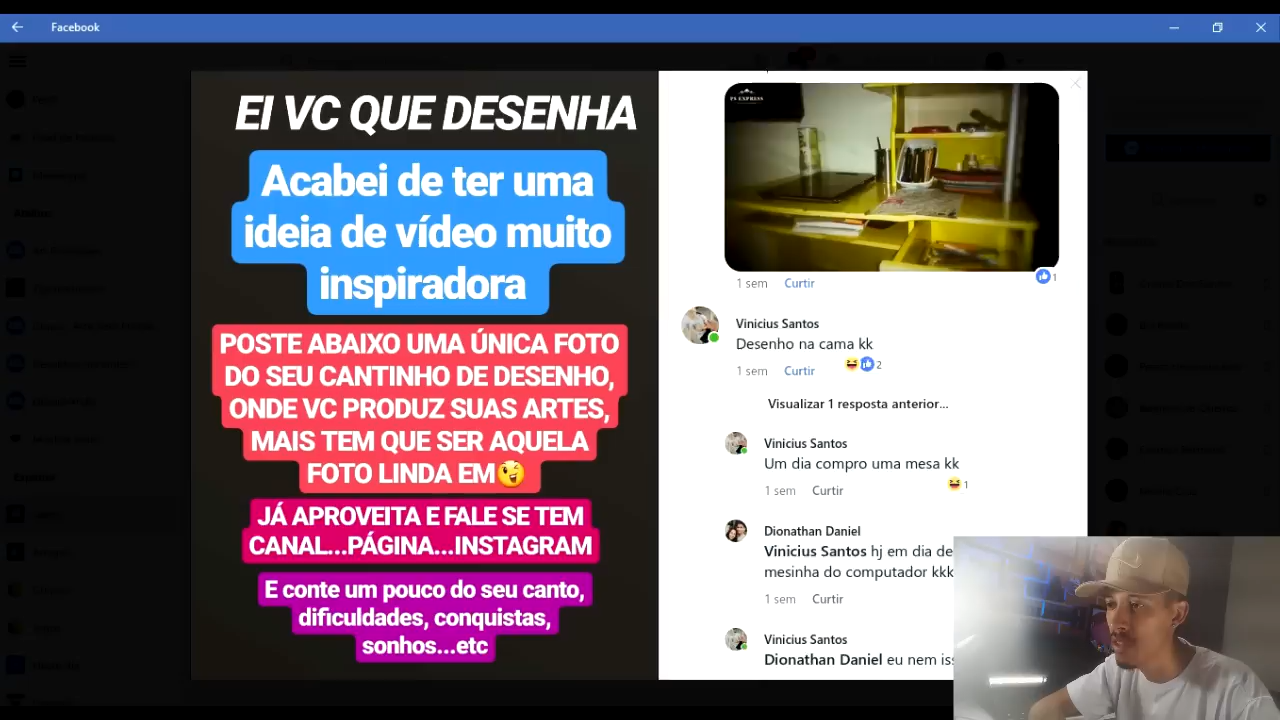 Facebook
EI VC QUE DESENHA
Acabei de ter uma
ideia de vídeo muito
inspiradora
POSTE ABAIXO UMA ÚNICA FOTO
DO SEU CANTINHO DE DESENHO,
ONDE VC PRODUZ SUAS ARTES,
MAIS TEM QUE SER AQUELA
FOTO LINDA EM😉
JÁ APROVEITA E FALE SE TEM
CANAL...PÁGINA...INSTAGRAM
E conte um pouco do seu canto,
dificuldades, conquistas,
sonhos...etc
PS EXPRESS
1 sem Curtir 1
Vinicius Santos
Desenho na cama kk
1 sem Curtir 2
Visualizar 1 resposta anterior...
Vinicius Santos
Um dia compro uma mesa kk
1 sem Curtir 1
Dionathan Daniel
Vinicius Santos hj em dia de
mesinha do computador kkk
1 sem Curtir
Vinicius Santos
Dionathan Daniel eu nem iss